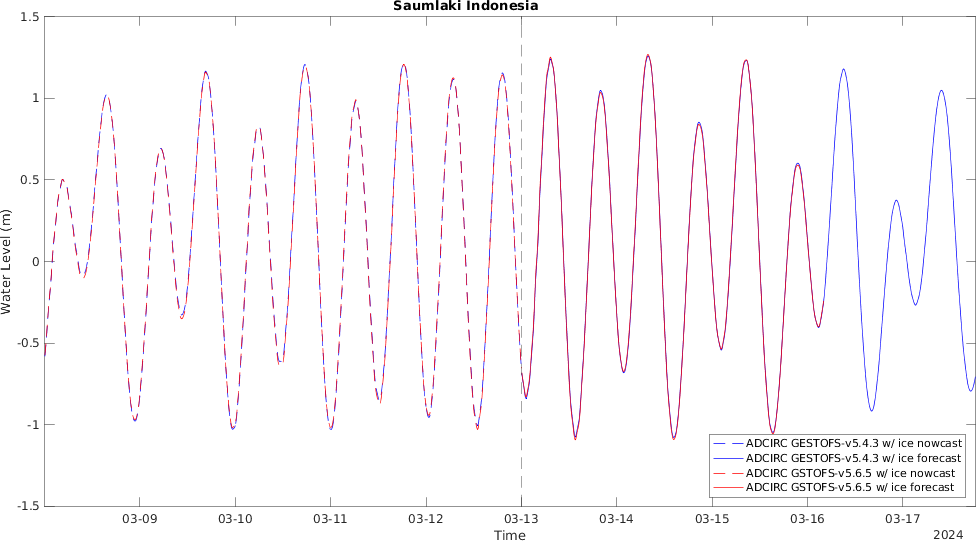 Saumlaki Indonesia
1.5
1
0.5
0
-0.5
-1
-1.5
Water Level (m)
03-09 03-10 03-11 03-12 03-13 03-14 03-15 03-16 03-17
Time
2024
ADCIRC GESTOFS-v5.4.3 w/ ice nowcast
ADCIRC GESTOFS-v5.4.3 w/ ice forecast
ADCIRC GSTOFS-v5.6.5 w/ ice nowcast
ADCIRC GSTOFS-v5.6.5 w/ ice forecast